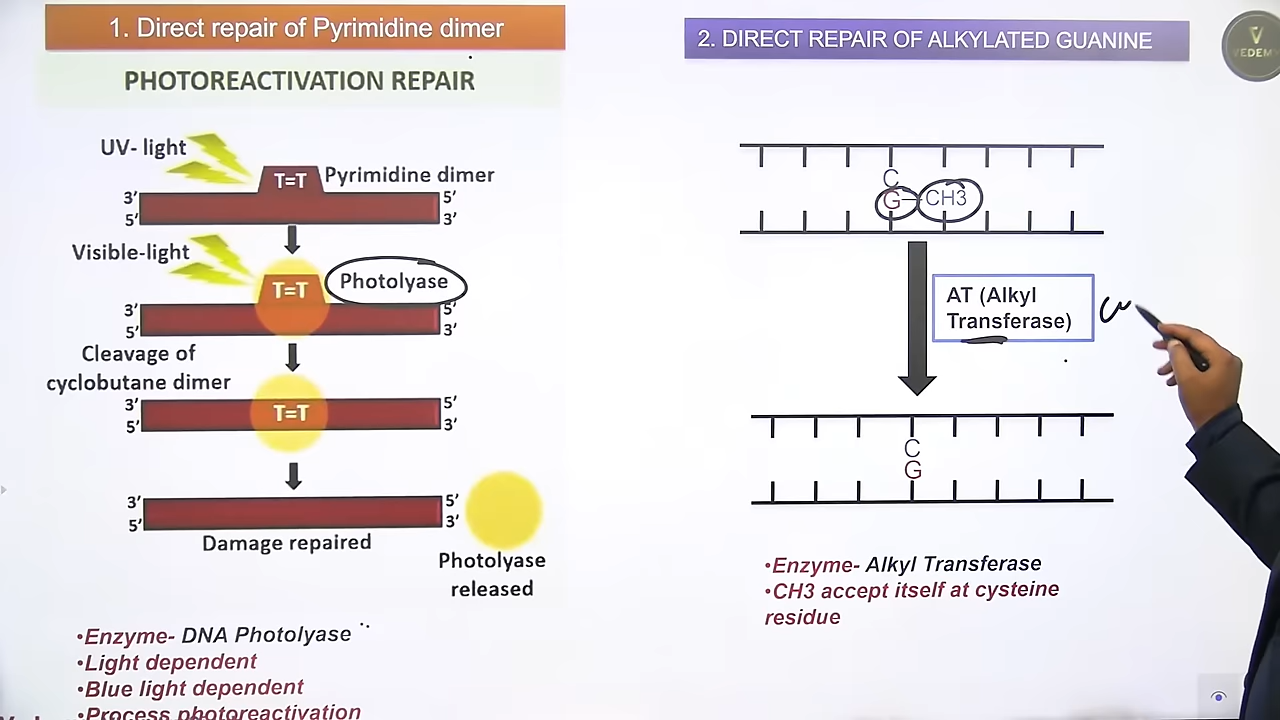 1. Direct repair of Pyrimidine dimer
PHOTOREACTIVATION REPAIR
UV- light
T=T
Pyrimidine dimer
3’
5’
5’
3’
Visible-light
T=T
Photolyase
3’
5’
5’
3’
Cleavage of
cyclobutane dimer
3’
5’
T=T
5’
3’
3’
5’
5’
3’
Damage repaired
Photolyase
released
•Enzyme- DNA Photolyase
•Light dependent
•Blue light dependent
•Process photoreactivation
2. DIRECT REPAIR OF ALKYLATED GUANINE
C
G
CH3
AT (Alkyl
Transferase)
C
G
•Enzyme- Alkyl Transferase
•CH3 accept itself at cysteine
residue
V
VEDEMY